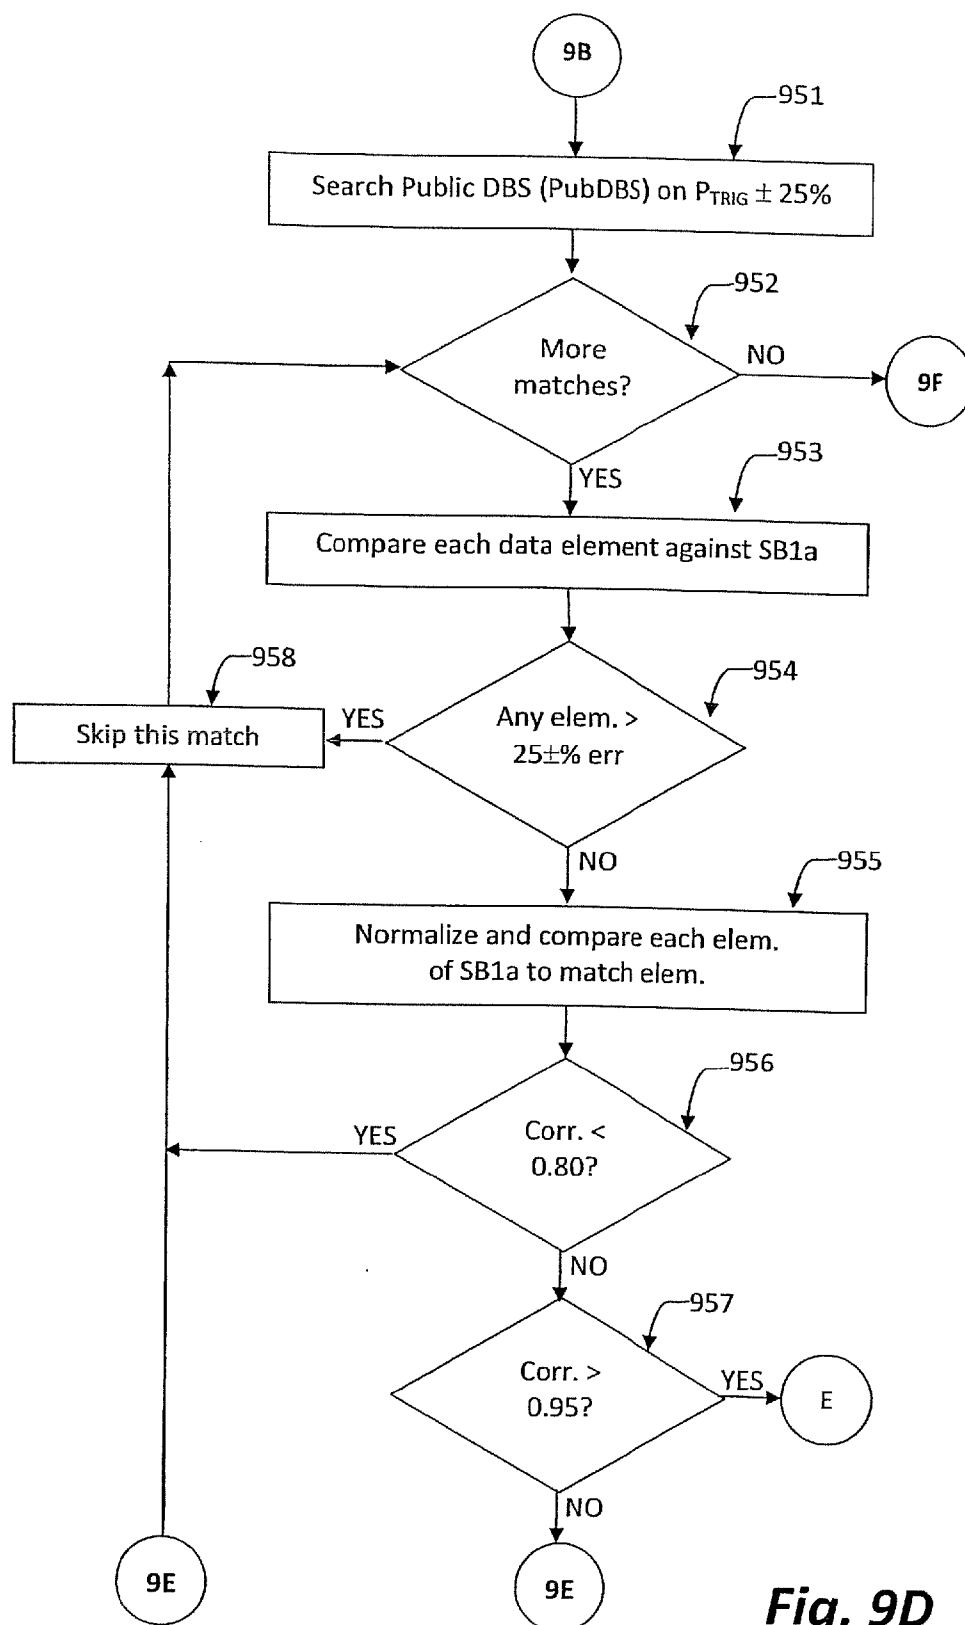 9B
951
Search Public DBS (PubDBS) on PTRIG ± 25%
952
More
matches?
NO
9F
YES
953
Compare each data element against SB1a
958
954
Skip this match
YES
Any elem. >
25±% err
NO
955
Normalize and compare each elem.
of SB1a to match elem.
956
YES
Corr. <
0.80?
NO
957
Corr. >
0.95?
YES
E
NO
9E
9E
Fig. 9D